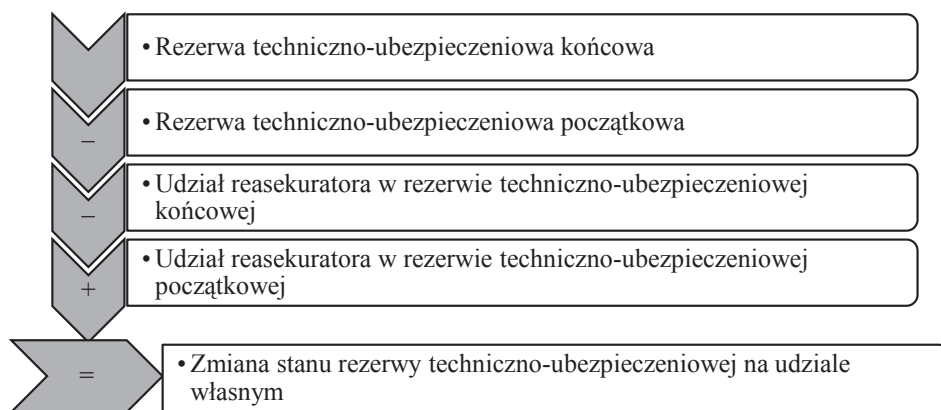 • Rezerwa techniczno-ubezpieczeniowa końcowa
–
• Rezerwa techniczno-ubezpieczeniowa początkowa
–
• Udział reasekuratora w rezerwie techniczno-ubezpieczeniowej
końcowej
+
• Udział reasekuratora w rezerwie techniczno-ubezpieczeniowej
początkowej
=
• Zmiana stanu rezerwy techniczno-ubezpieczeniowej na udziale
własnym